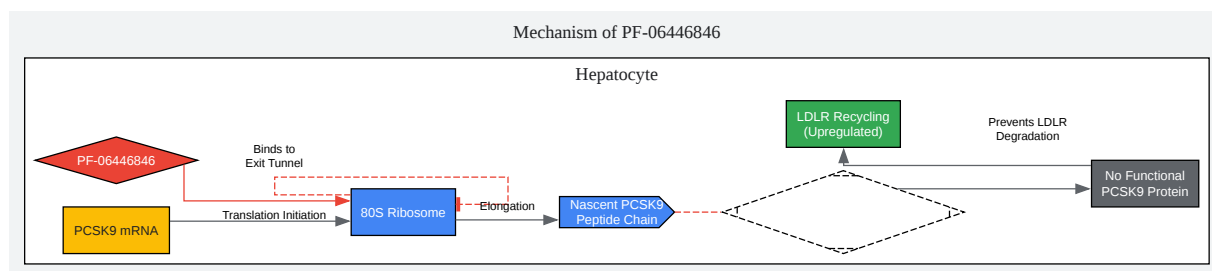 Mechanism of PF-06446846
Hepatocyte
PF-06446846
Binds to
Exit Tunnel
PCSK9 mRNA
Translation Initiation
80S Ribosome
Elongation
Nascent PCSK9
Peptide Chain
LDLR Recycling
(Upregulated)
Prevents LDLR
Degradation
No Functional
PCSK9 Protein